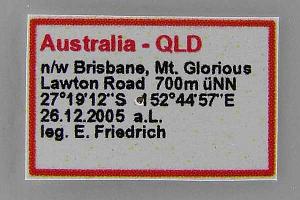 Australia - QLD
n/w Brisbane, Mt. Glorious
Lawton Road 700m üNN
27°19'12"S 152°44'57"E
26.12.2005 a.L.
leg. E. Friedrich